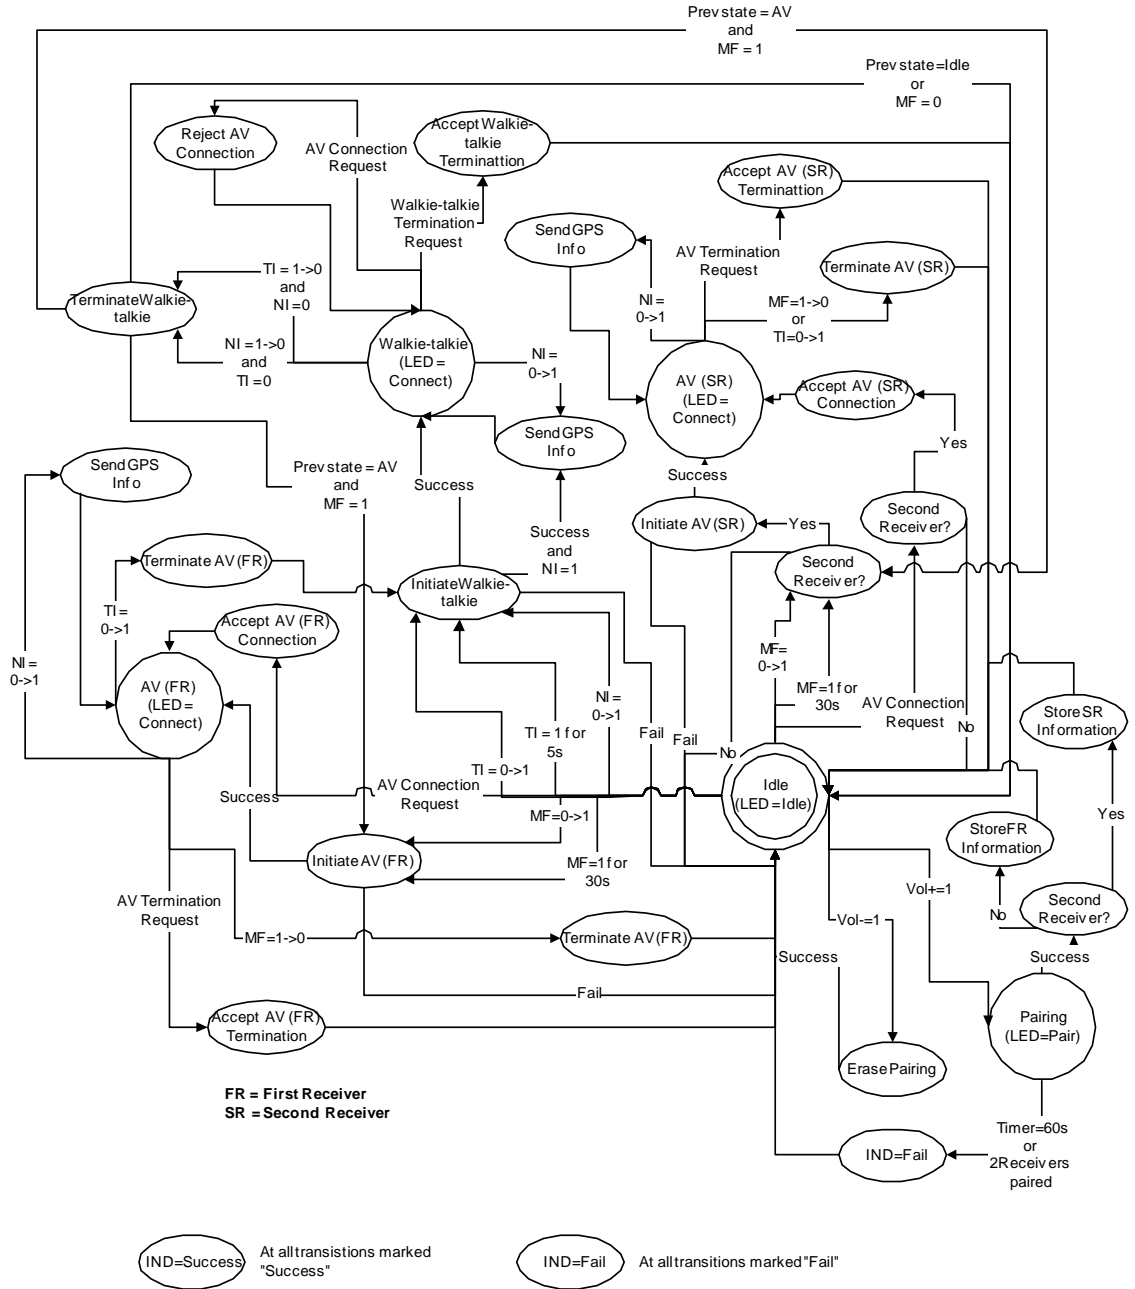 Prev state = AV
and
MF = 1
Prev state=Idle
or
MF = 0
Reject AV
Connection
AV Connection
Request
Accept Walkie-
talkie
Terminattion
Accept AV (SR)
Terminattion
Walkie-talkie
Termination
Request
Send GPS
Info
AV Termination
Request
Terminate AV (SR)
TI = 1->0
and
NI =0
Terminate Walkie-
talkie
NI =
0->1
MF=1->0
or
TI=0->1
NI = 1->0
and
TI = 0
Walkie-talkie
(LED =
Connect)
NI =
0->1
AV (SR)
(LED =
Connect)
Accept AV (SR)
Connection
Send GPS
Info
Yes
Send GPS
Info
Prev state = AV
and
MF = 1
Success
Success
Initiate AV(SR)
Yes
Second
Receiver?
Success
and
NI = 1
Terminate AV (FR)
Second
Receiver?
Initiate Walkie-
talkie
TI =
0->1
Accept AV (FR)
Connection
NI =
0->1
MF=
0->1
AV (FR)
(LED =
Connect)
NI =
0->1
MF=1 for
30s
AV Connection
Request
No
Store SR
Information
TI = 1 for
5s
Fail
Fail
No
TI = 0->1
Success
AV Connection
Request
Idle
(LED =Idle)
MF=0->1
Yes
Store FR
Information
Initiate AV (FR)
MF=1 for
30s
Vol+=1
AV Termination
Request
No
Second
Receiver?
Vol-=1
MF=1->0
Terminate AV (FR)
Success
Success
Fail
Pairing
(LED=Pair)
Accept AV (FR)
Termination
Erase Pairing
FR = First Receiver
SR = Second Receiver
Timer=60s
or
2Receivers
paired
IND=Fail
IND=Success
At all transistions marked
"Success"
IND=Fail
At all transitions marked "Fail"